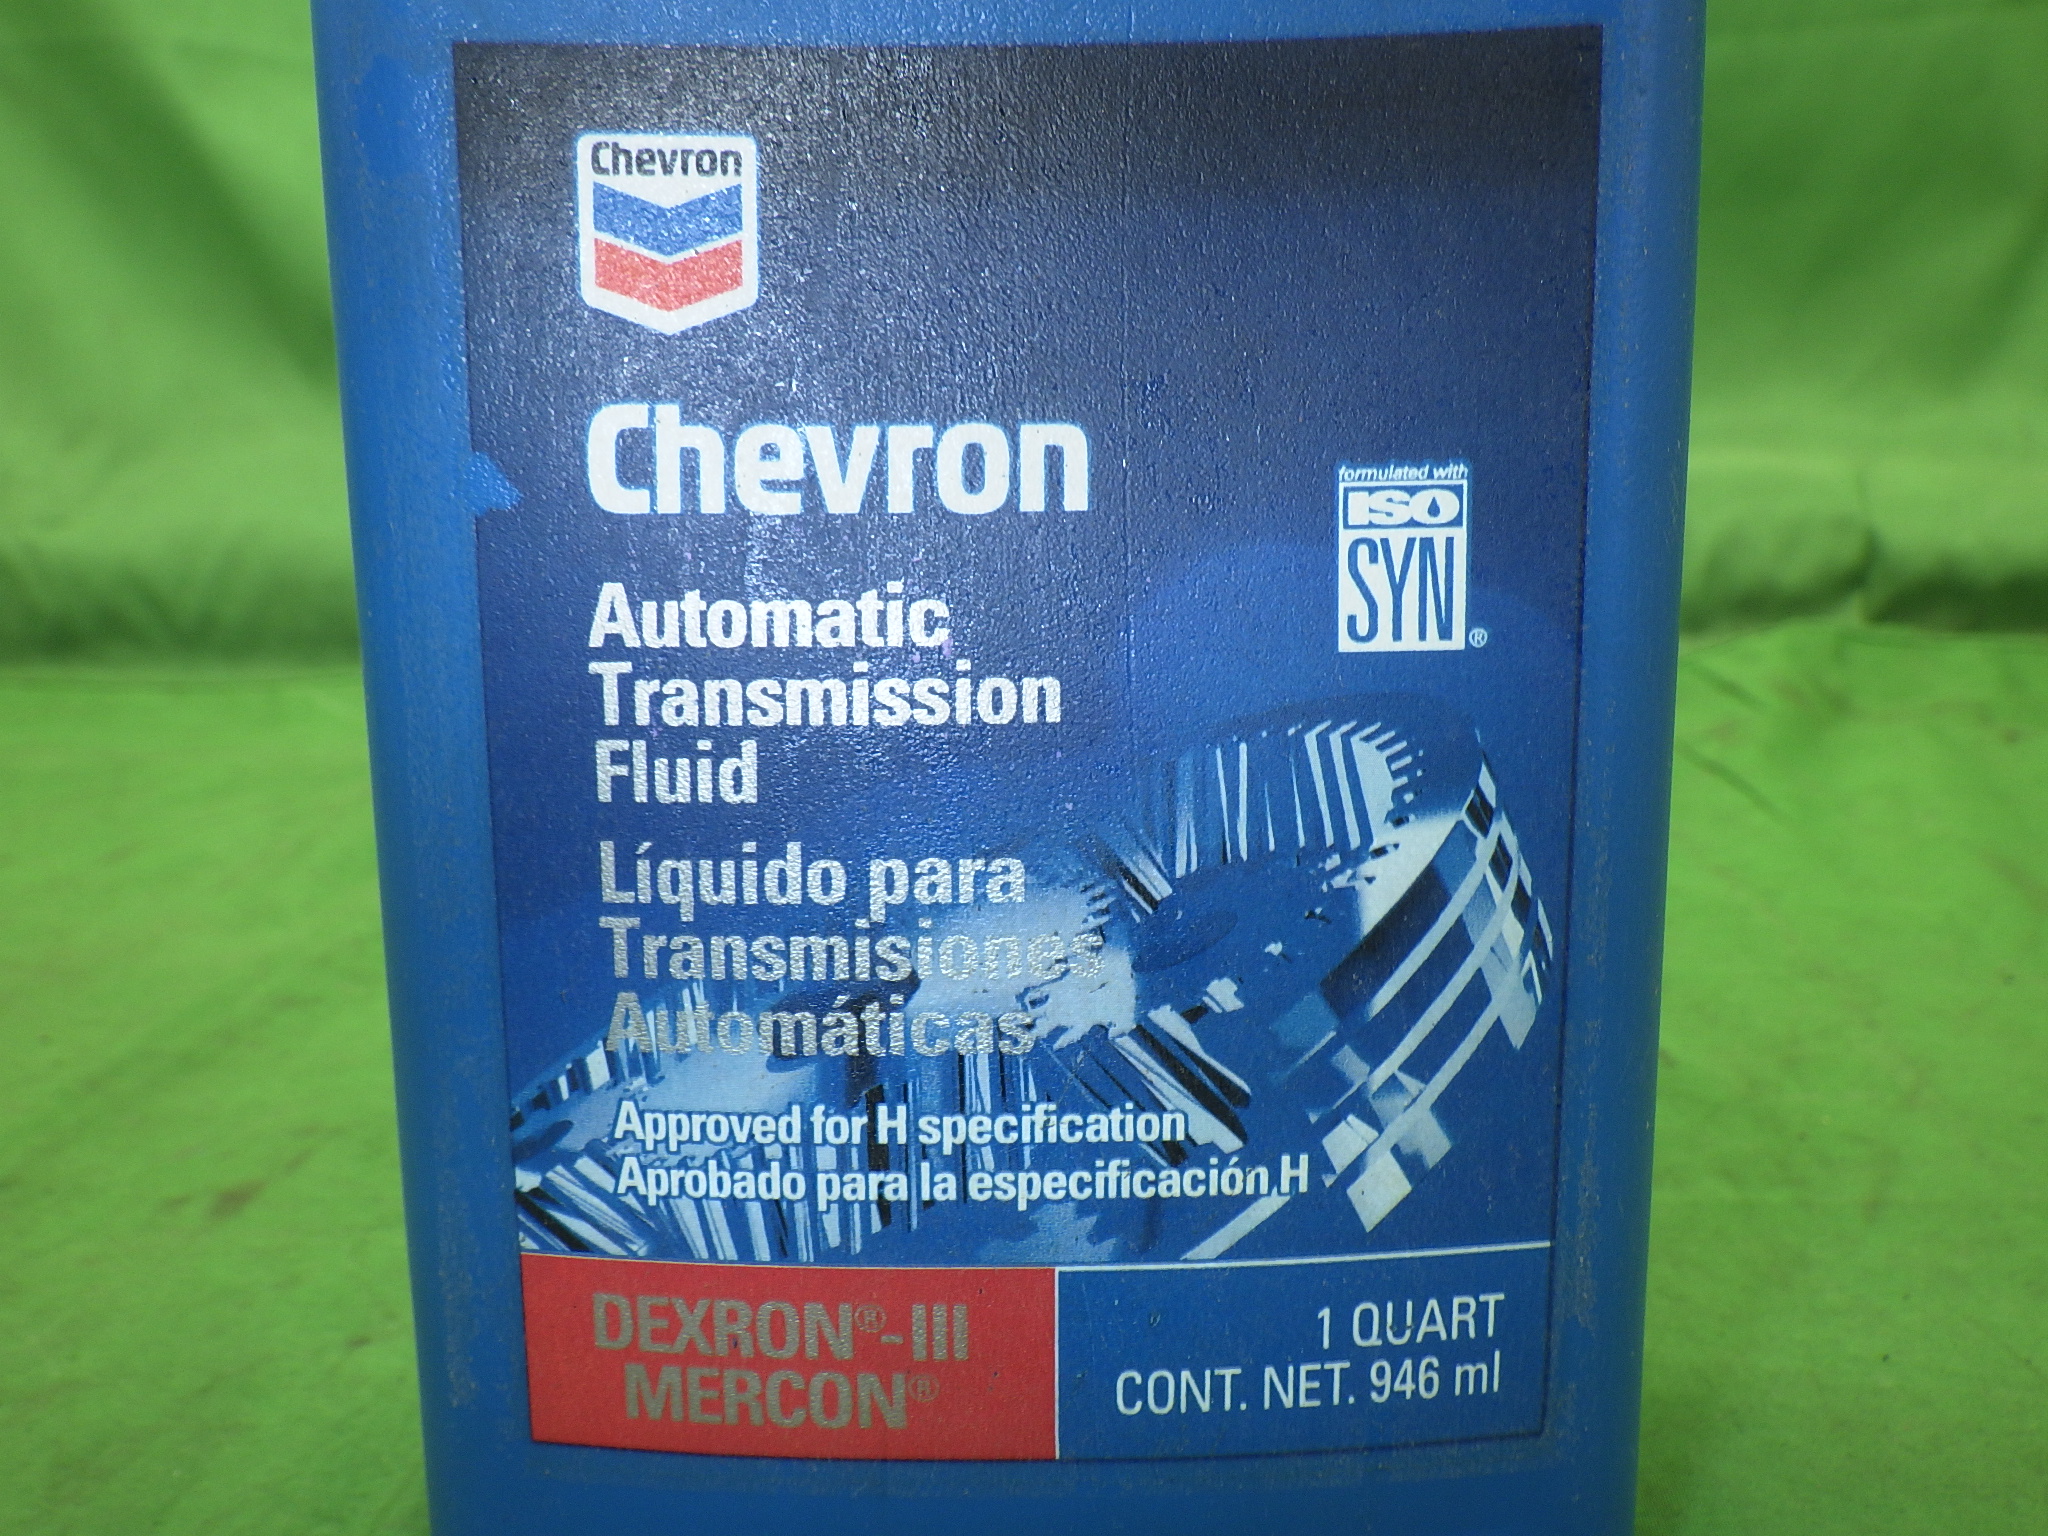 Chevron
Chevron
formulated with
ISO
SYN®
Automatic
Transmission
Fluid
Líquido para
Transmisiones
Automáticas
Approved for H specification
Aprobado para la especificación H
DEXRON®-III
MERCON®
1 QUART
CONT. NET. 946 ml